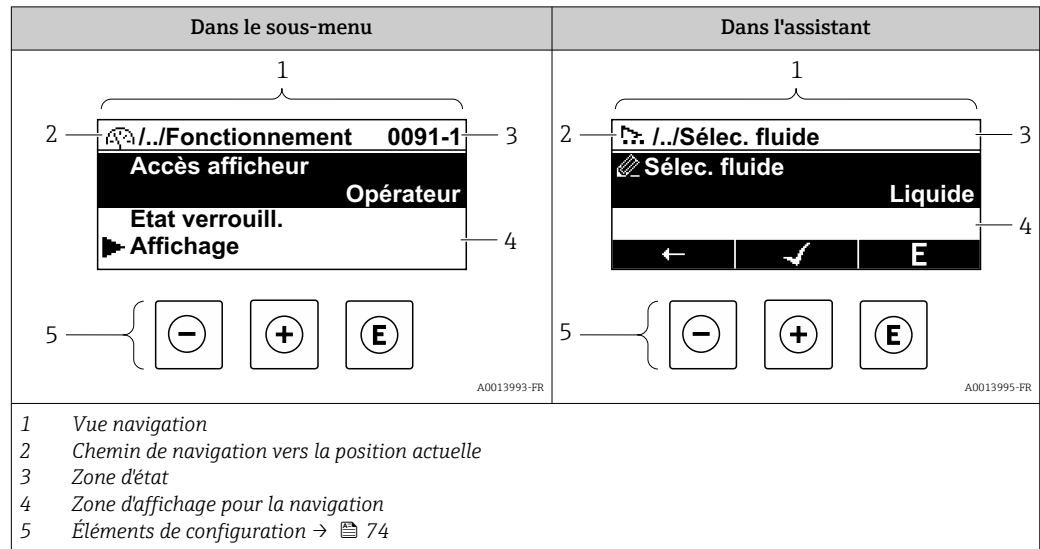 Dans le sous-menu
1
2
/../Fonctionnement 0091-1
3
Accès afficheur
Opérateur
Etat verrouill.
Affichage
4
5
- + E
A0013993-FR
Dans l'assistant
1
2
/../Sélec. fluide
3
Sélec. fluide
Liquide
4
← ✓ E
5
- + E
A0013995-FR
1 Vue navigation
2 Chemin de navigation vers la position actuelle
3 Zone d'état
4 Zone d'affichage pour la navigation
5 Éléments de configuration → 74